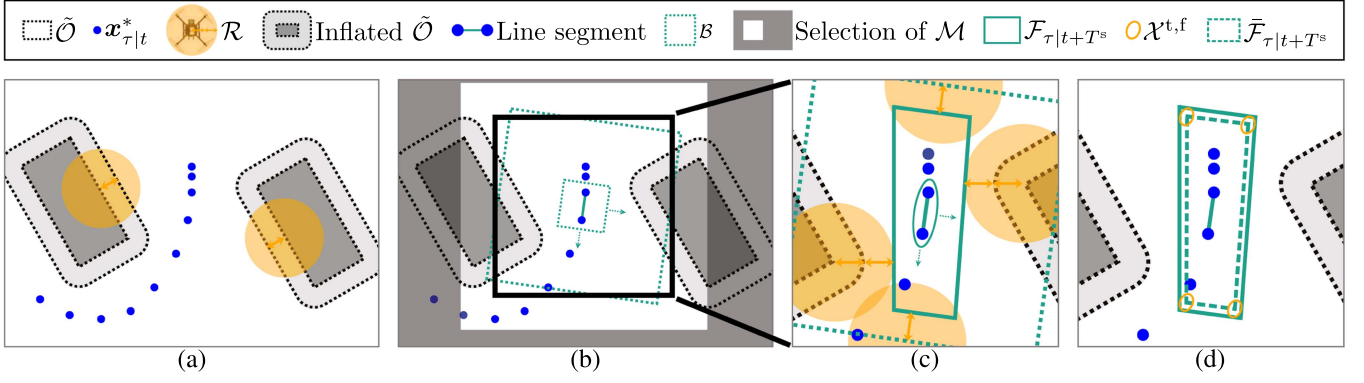 Õ x*τ|t R Inflated Õ Line segment B Selection of M Fτ|t+Tˢ Xᵗ,ᶠ F̄τ|t+Tˢ
(a) (b) (c) (d)